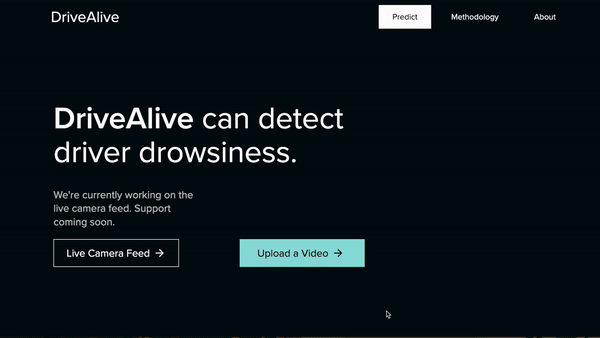 DriveAlive
Predict
Methodology
About
DriveAlive can detect
driver drowsiness.
We're currently working on the
live camera feed. Support
coming soon.
Live Camera Feed →
Upload a Video →